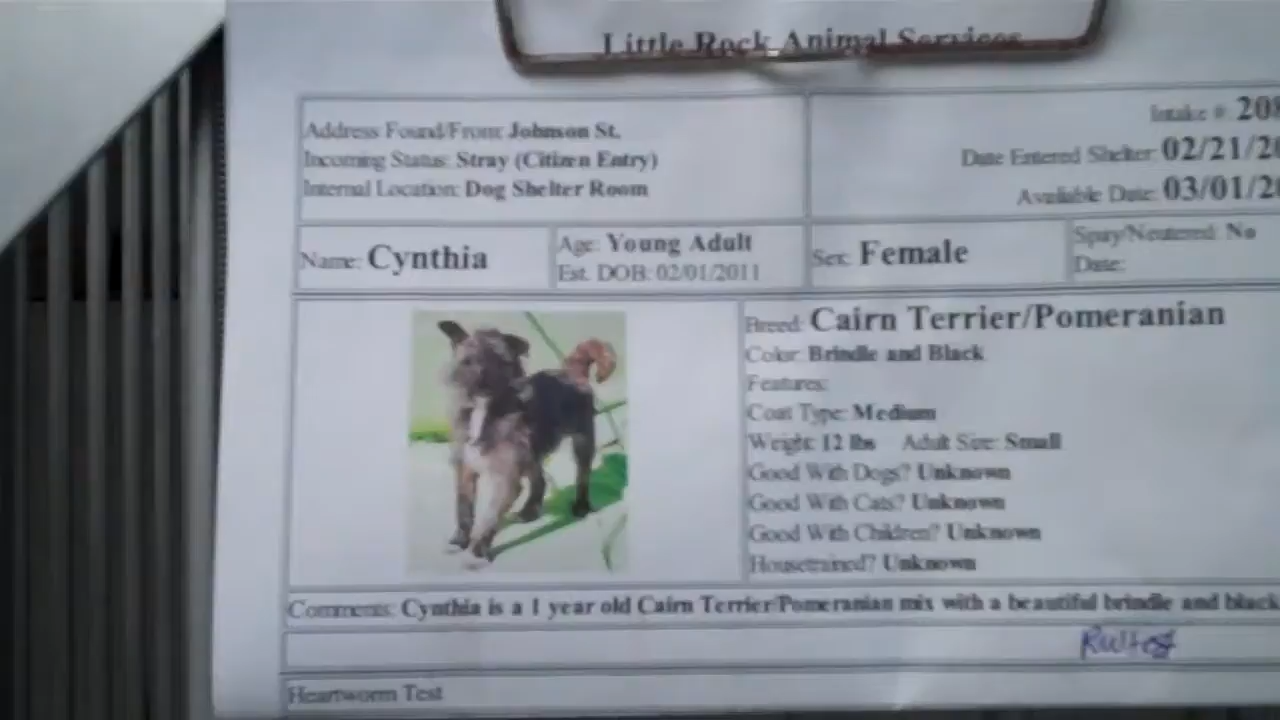 Little Rock Animal Services
Address Found/From: Johnson St.
Incoming Status: Stray (Citizen Entry)
Internal Location: Dog Shelter Room
Intake #: 208
Date Entered Shelter: 02/21/20
Available Date: 03/01/2
Name: Cynthia
Age: Young Adult
Est. DOB: 02/01/2011
Sex: Female
Spay/Neutered: No
Date:
Breed: Cairn Terrier/Pomeranian
Color: Brindle and Black
Features:
Coat Type: Medium
Weight: 12 lbs Adult Size: Small
Good With Dogs? Unknown
Good With Cats? Unknown
Good With Children? Unknown
Housetrained? Unknown
Comments: Cynthia is a 1 year old Cairn Terrier/Pomeranian mix with a beautiful brindle and black
Heartworm Test